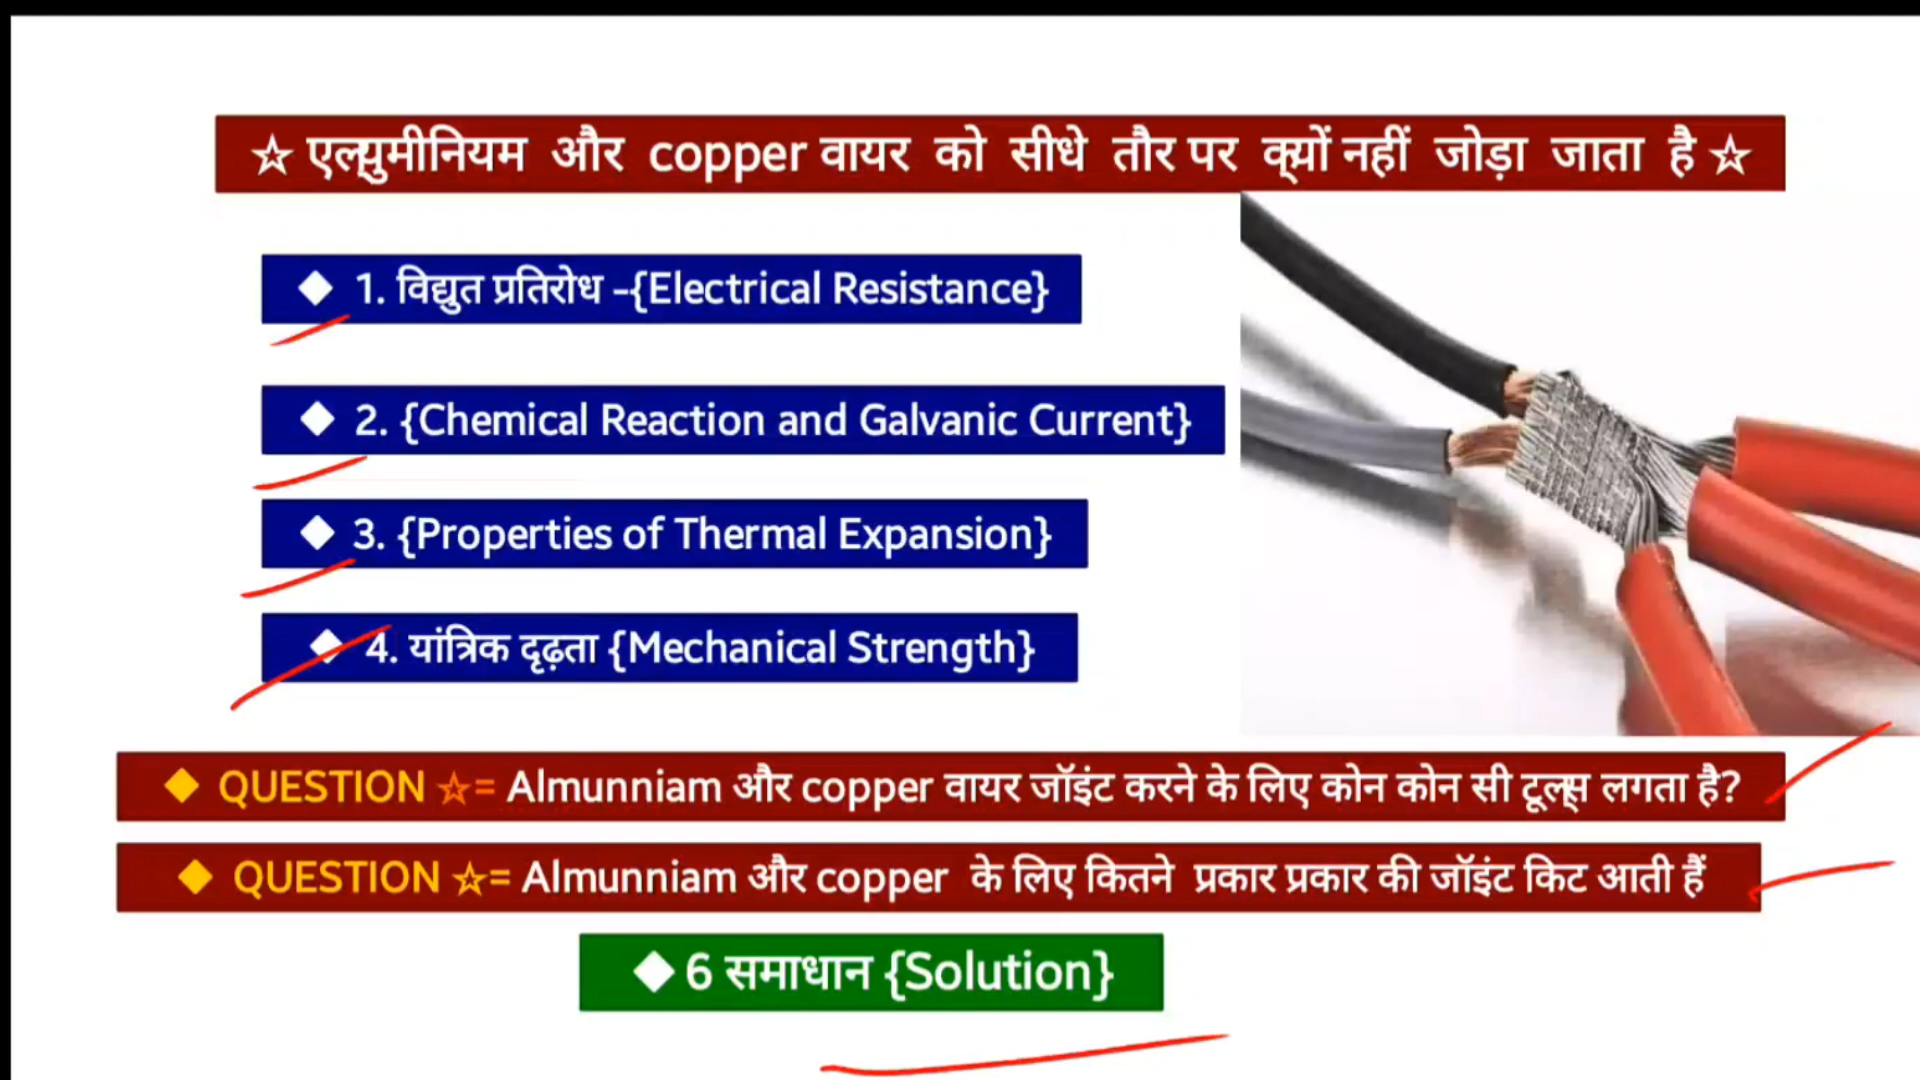 ☆ एल्युमीनियम और copper वायर को सीधे तौर पर क्यों नहीं जोड़ा जाता है ☆
◆ 1. विद्युत प्रतिरोध -{Electrical Resistance}
◆ 2. {Chemical Reaction and Galvanic Current}
◆ 3. {Properties of Thermal Expansion}
◆ 4. यांत्रिक दृढ़ता {Mechanical Strength}
◆ QUESTION ☆= Almunniam और copper वायर जॉइंट करने के लिए कोन कोन सी टूल्स लगता है?
◆ QUESTION ☆= Almunniam और copper के लिए कितने प्रकार प्रकार की जॉइंट किट आती हैं
◆ 6 समाधान {Solution}